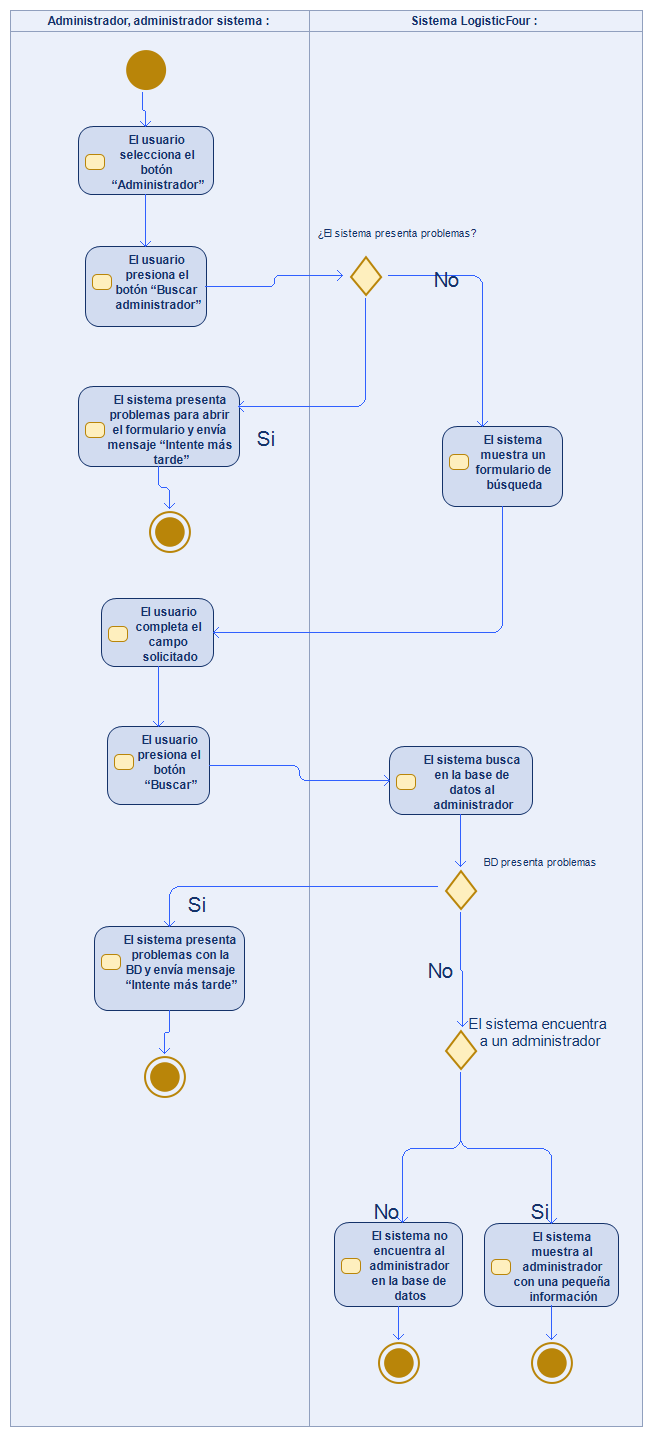 Administrador, administrador sistema :
Sistema LogisticFour :
El usuario
selecciona el
botón
“Administrador”
¿El sistema presenta problemas?
El usuario
presiona el
botón “Buscar
administrador”
No
El sistema presenta
problemas para abrir
el formulario y envía
mensaje “Intente más
tarde”
Si
El sistema
muestra un
formulario de
búsqueda
El usuario
completa el
campo
solicitado
El usuario
presiona el
botón
“Buscar”
El sistema busca
en la base de
datos al
administrador
BD presenta problemas
Si
El sistema presenta
problemas con la
BD y envía mensaje
“Intente más tarde”
No
El sistema encuentra
a un administrador
No
Si
El sistema no
encuentra al
administrador
en la base de
datos
El sistema
muestra al
administrador
con una pequeña
información